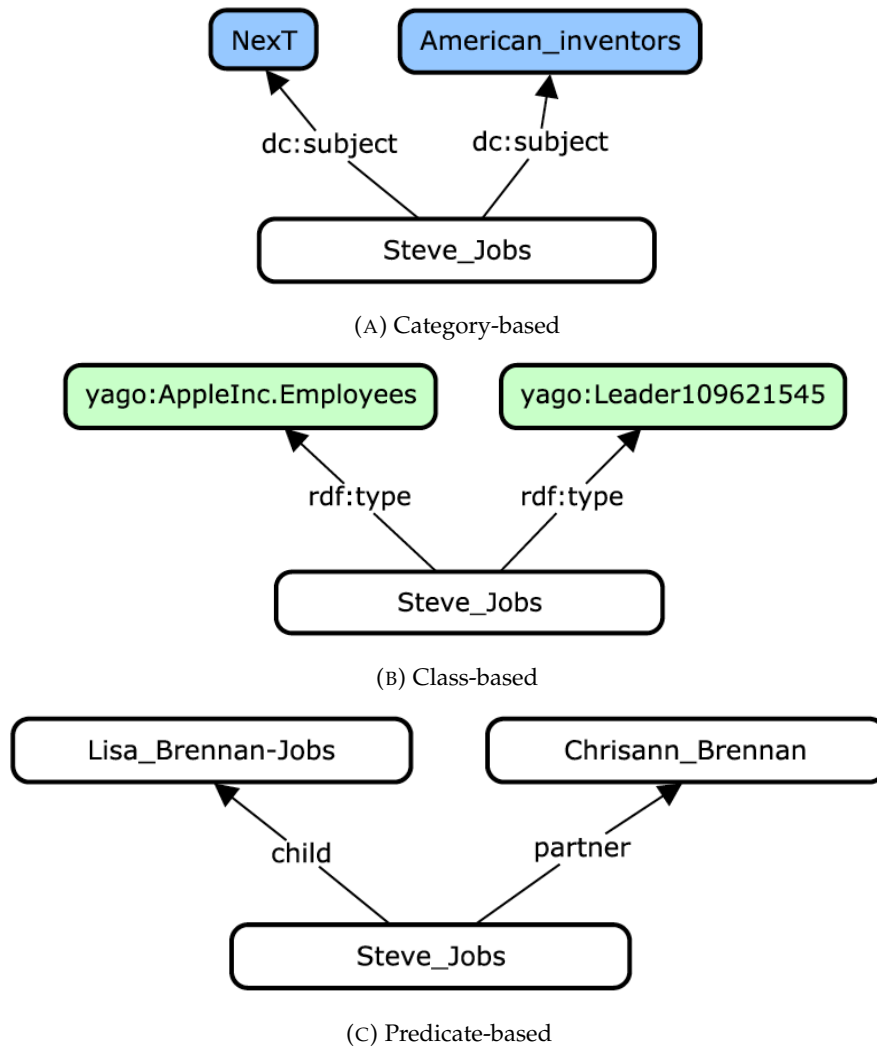 NexT American_inventors
dc:subject dc:subject
Steve_Jobs
(A) Category-based
yago:AppleInc.Employees yago:Leader109621545
rdf:type rdf:type
Steve_Jobs
(B) Class-based
Lisa_Brennan-Jobs Chrisann_Brennan
child partner
Steve_Jobs
(C) Predicate-based